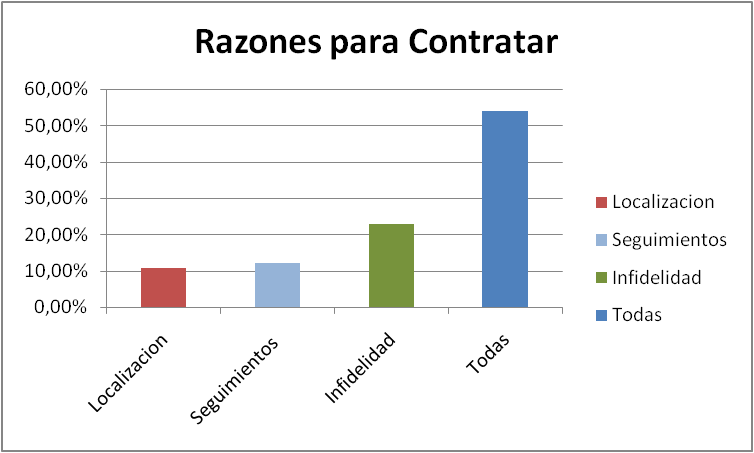 Razones para Contratar
60,00%
50,00%
40,00%
30,00%
20,00%
10,00%
0,00%
Localizacion
Seguimientos
Infidelidad
Todas
Localizacion
Seguimientos
Infidelidad
Todas